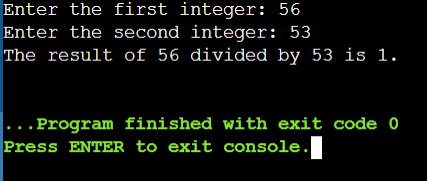 Enter the first integer: 56
Enter the second integer: 53
The result of 56 divided by 53 is 1.
...Program finished with exit code 0
Press ENTER to exit console.